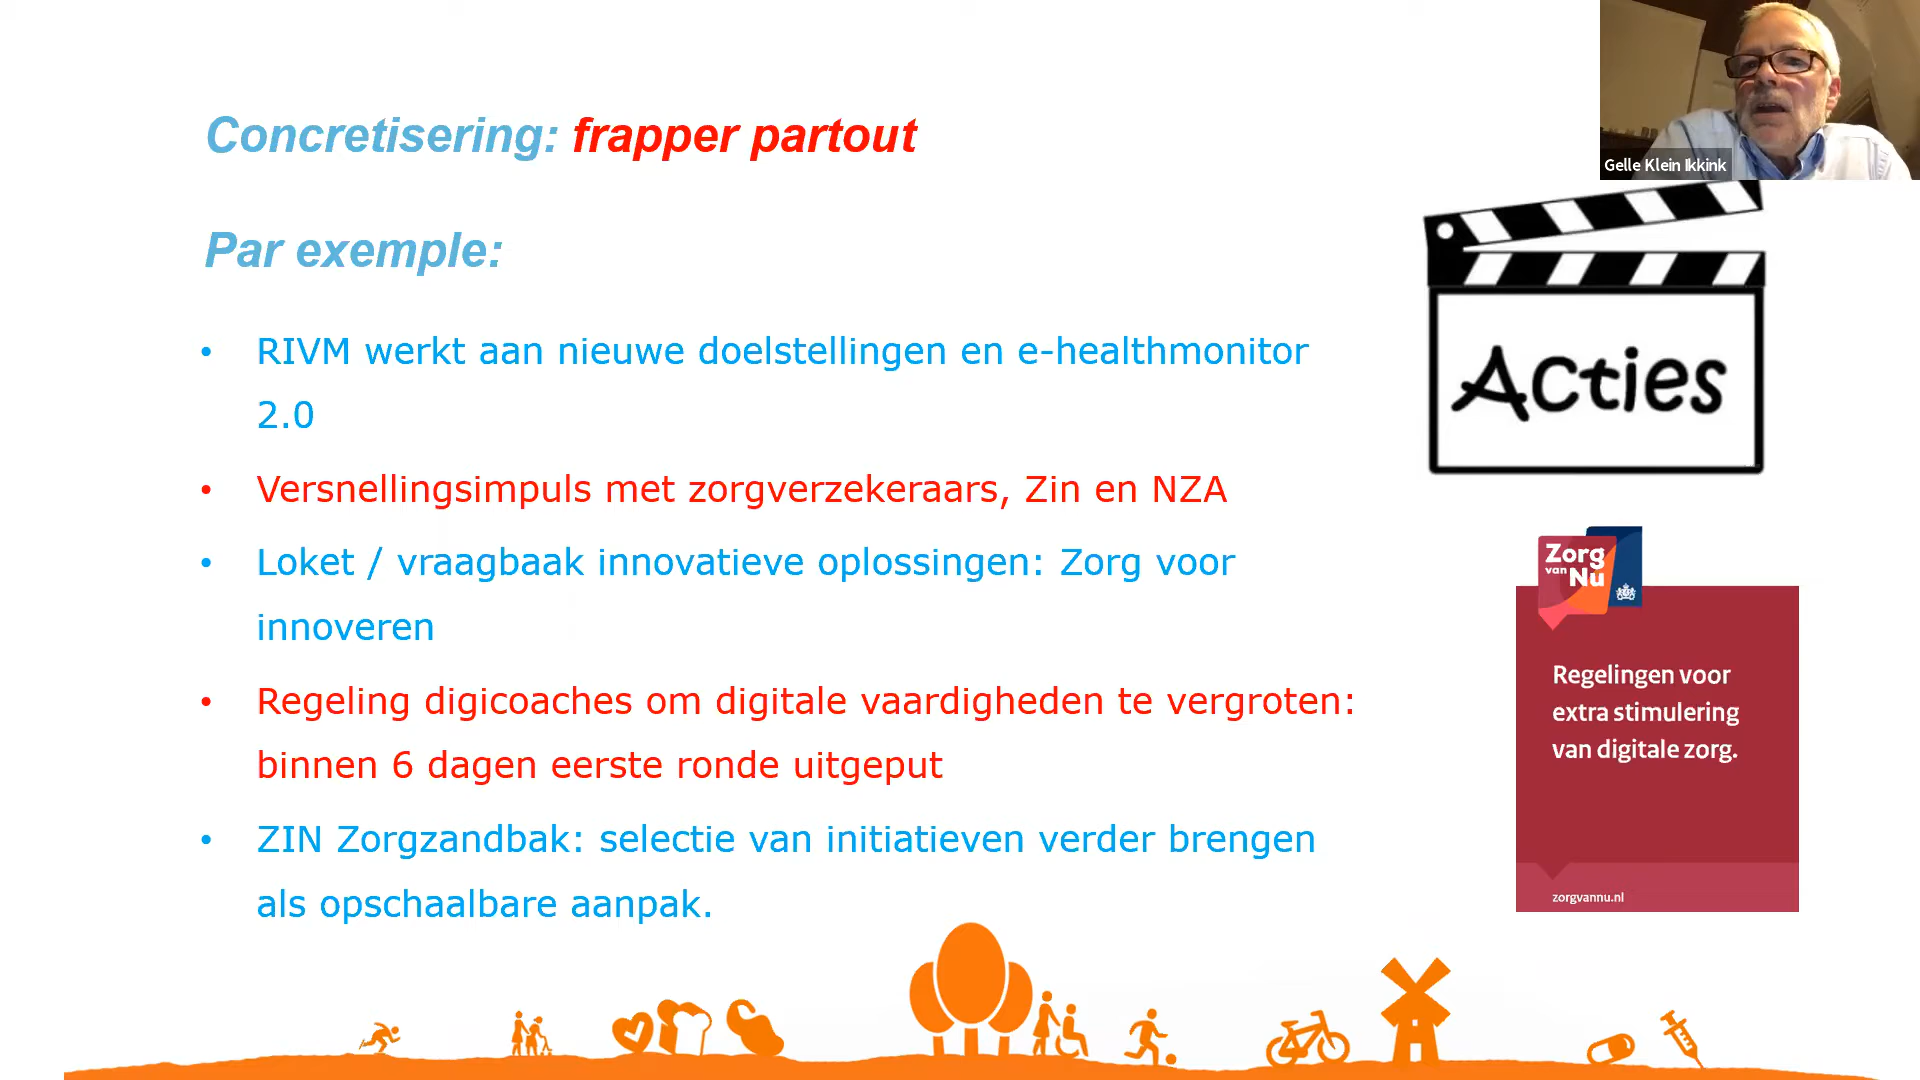 Concretisering: frapper partout
Gelle Klein Ikkink
Par exemple:
• RIVM werkt aan nieuwe doelstellingen en e-healthmonitor
2.0
• Versnellingsimpuls met zorgverzekeraars, Zin en NZA
• Loket / vraagbaak innovatieve oplossingen: Zorg voor
innoveren
• Regeling digicoaches om digitale vaardigheden te vergroten:
binnen 6 dagen eerste ronde uitgeput
• ZIN Zorgzandbak: selectie van initiatieven verder brengen
als opschaalbare aanpak.
Acties
Zorg
van Nu
Regelingen voor
extra stimulering
van digitale zorg.
zorgvannu.nl